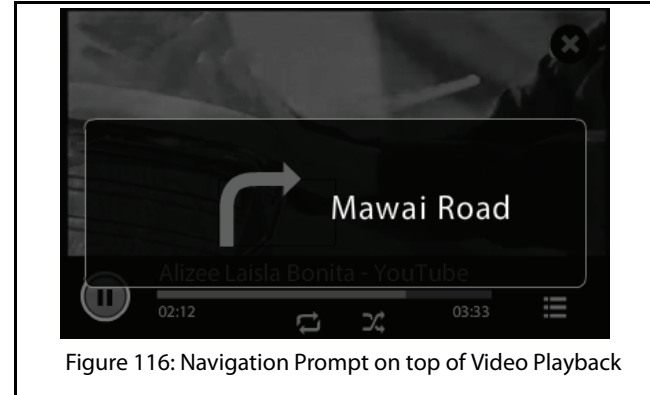 Mawai Road
Alizee Laisla Bonita - YouTube
02:12
03:33
Figure 116: Navigation Prompt on top of Video Playback